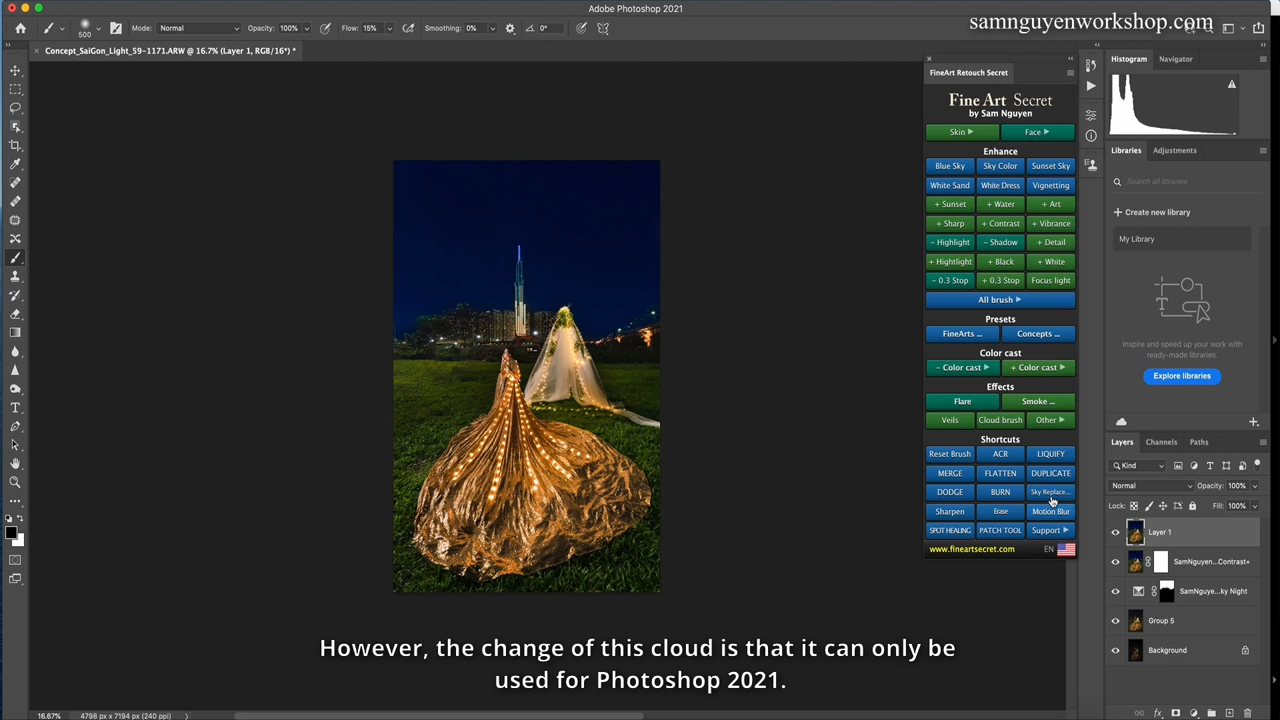 Adobe Photoshop 2021
samnguyenworkshop.com
500
Mode: Normal
Opacity: 100%
Flow: 15%
Smoothing: 0%
0°
Concept_SaiGon_Light_59-1171.ARW @ 16.7% (Layer 1, RGB/16*) *
FineArt Retouch Secret
Fine Art Secret
by Sam Nguyen
Skin
Face
Enhance
Blue Sky
Sky Color
Sunset Sky
White Sand
White Dress
Vignetting
+ Sunset
+ Water
+ Art
+ Sharp
+ Contrast
+ Vibrance
- Highlight
- Shadow
+ Detail
+ Hightlight
+ Black
+ White
- 0.3 Stop
+ 0.3 Stop
Focus light
All brush
Presets
FineArts ...
Concepts ...
Color cast
- Color cast
+ Color cast
Effects
Flare
Smoke ...
Veils
Cloud brush
Other
Shortcuts
Reset Brush
ACR
LIQUIFY
MERGE
FLATTEN
DUPLICATE
DODGE
BURN
Sky Replace...
Sharpen
Erase
Motion Blur
SPOT HEALING
PATCH TOOL
Support
www.fineartsecret.com
EN
Histogram
Navigator
Libraries
Adjustments
Search all libraries
Create new library
My Library
Inspire and speed up your work with
ready-made libraries.
Explore libraries
Layers
Channels
Paths
Kind
Normal
Opacity: 100%
Lock:
Fill: 100%
Layer 1
SamNguyen...Contrast+
SamNguye...ky Night
Group 5
Background
However, the change of this cloud is that it can only be
used for Photoshop 2021.
16.67%
4798 px x 7194 px (240 ppi)